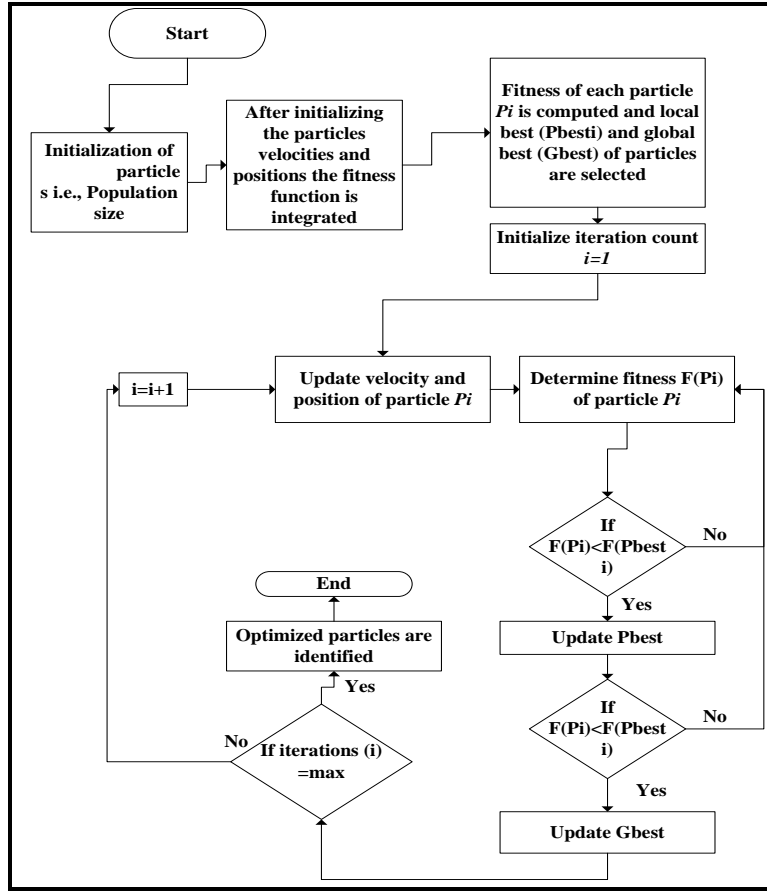 Start
Initialization of
particle
s i.e., Population
size
After initializing
the particles
velocities and
positions the fitness
function is
integrated
Fitness of each particle
Pi is computed and local
best (Pbesti) and global
best (Gbest) of particles
are selected
Initialize iteration count
i=1
i=i+1
Update velocity and
position of particle Pi
Determine fitness F(Pi)
of particle Pi
If
F(Pi)<F(Pbest
i)
No
Yes
Update Pbest
If
F(Pi)<F(Pbest
i)
No
Yes
Update Gbest
If iterations (i)
=max
No
Yes
Optimized particles are
identified
End